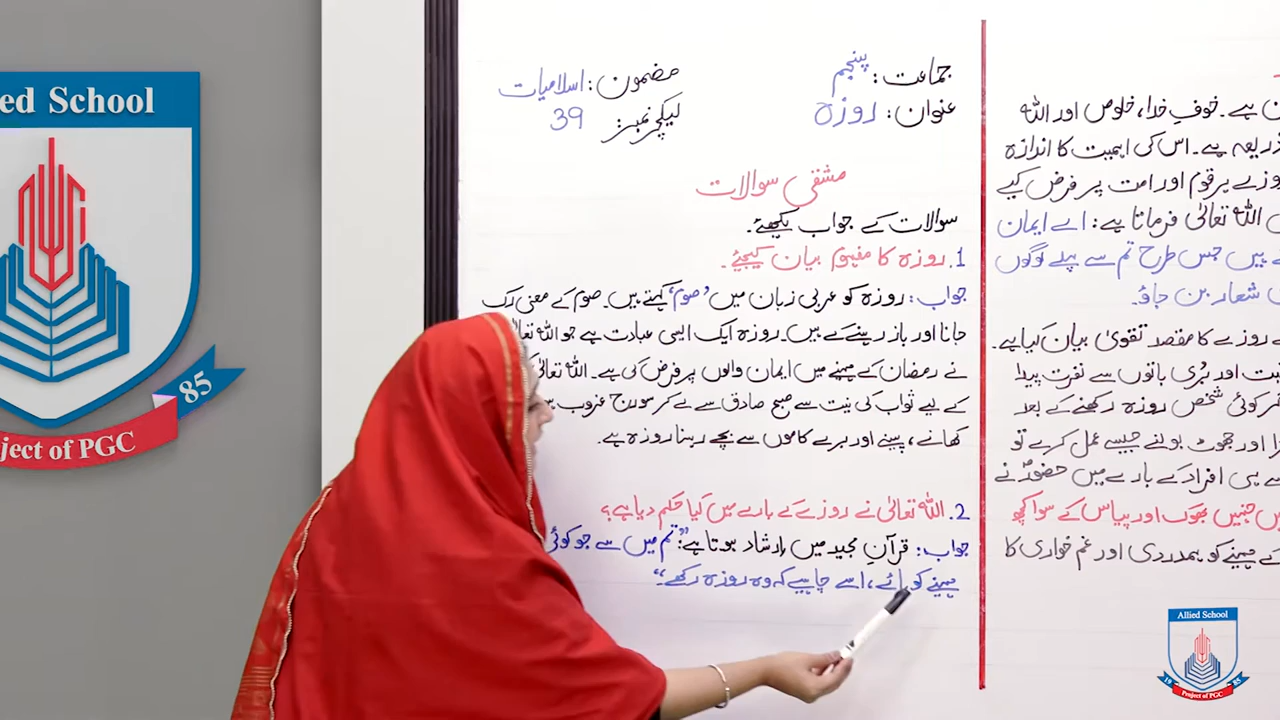 جماعت: پنجم
مضمون: اسلامیات
عنوان: روزہ
لیکچر نمبر: 39
مشقی سوالات
سوالات کے جواب لکھئے۔
1. روزہ کا مفہوم بیان کیجئے۔
جواب: روزہ کو عربی زبان میں 'صوم' کہتے ہیں۔ صوم کے معنی رک
جانا اور باز رہنے کے ہیں۔ روزہ ایک ایسی عبادت ہے جو اللہ تعالیٰ
نے رمضان کے مہینے میں ایمان والوں پر فرض کی ہے۔ اللہ تعالیٰ
کے لیے ثواب کی نیت سے صبح صادق سے لے کر سورج غروب
کھانے، پینے اور برے کاموں سے بچے رہنا روزہ ہے۔
2. اللہ تعالیٰ نے روزے کے بارے میں کیا حکم دیا ہے؟
جواب: قرآنِ مجید میں ارشاد ہوتا ہے: "تم میں سے جو کوئی
مہینے کو پائے، اسے چاہیے کہ وہ روزہ رکھے۔"
ہے۔ خوفِ خدا، خلوص اور اللہ
ذریعہ ہے۔ اس کی اہمیت کا اندازہ
روزے ہر قوم اور امت پر فرض کیے
اللہ تعالیٰ فرماتا ہے: اے ایمان
ہیں جس طرح تم سے پہلے لوگوں
شعار بن جاؤ۔
روزے کا مقصد تقویٰ بیان کیا ہے۔
اور بُری باتوں سے نفرت پیدا
کوئی شخص روزہ رکھنے کے بعد
اور جھوٹ بولنے جیسے عمل کرے تو
ہی افراد کے بارے میں حضورؐ نے
جنہیں بھوک اور پیاس کے سوا کچھ
کے مہینے کو ہمدردی اور غم خواری کا
ed School
85
oject of PGC
Allied School
19 85
Project of PGC